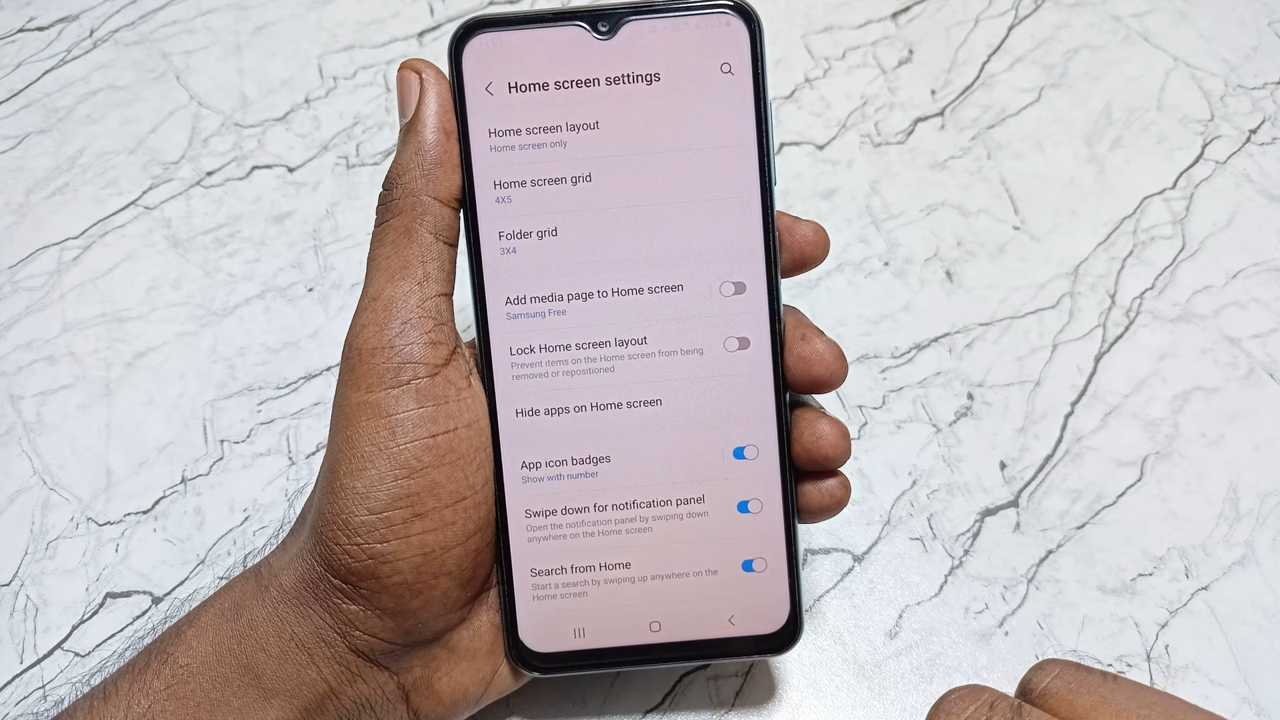 Home screen settings
Home screen layout
Home screen only
Home screen grid
4X5
Folder grid
3X4
Add media page to Home screen
Samsung Free
Lock Home screen layout
Prevent items on the Home screen from being
removed or repositioned
Hide apps on Home screen
App icon badges
Show with number
Swipe down for notification panel
Open the notification panel by swiping down
anywhere on the Home screen
Search from Home
Start a search by swiping up anywhere on the
Home screen